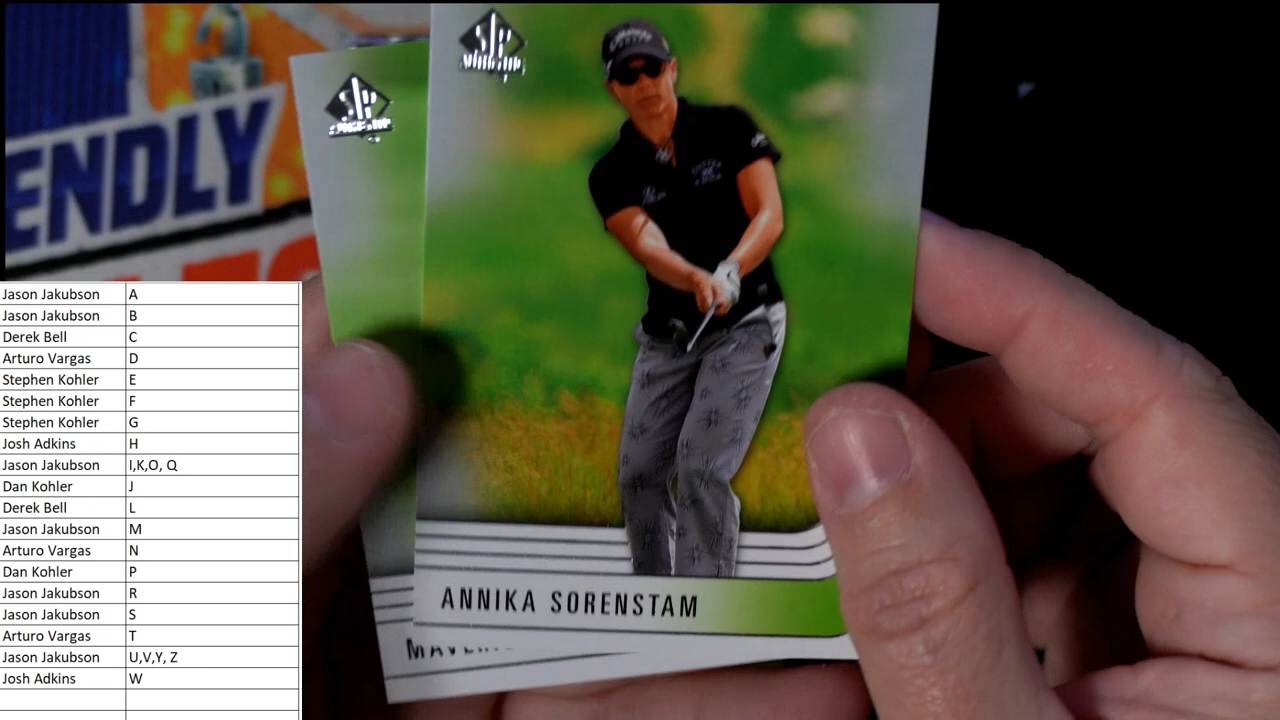 ENDLY
SP
SP
ANNIKA SORENSTAM
Jason Jakubson A
Jason Jakubson B
Derek Bell C
Arturo Vargas D
Stephen Kohler E
Stephen Kohler F
Stephen Kohler G
Josh Adkins H
Jason Jakubson I,K,O, Q
Dan Kohler J
Derek Bell L
Jason Jakubson M
Arturo Vargas N
Dan Kohler P
Jason Jakubson R
Jason Jakubson S
Arturo Vargas T
Jason Jakubson U,V,Y, Z
Josh Adkins W